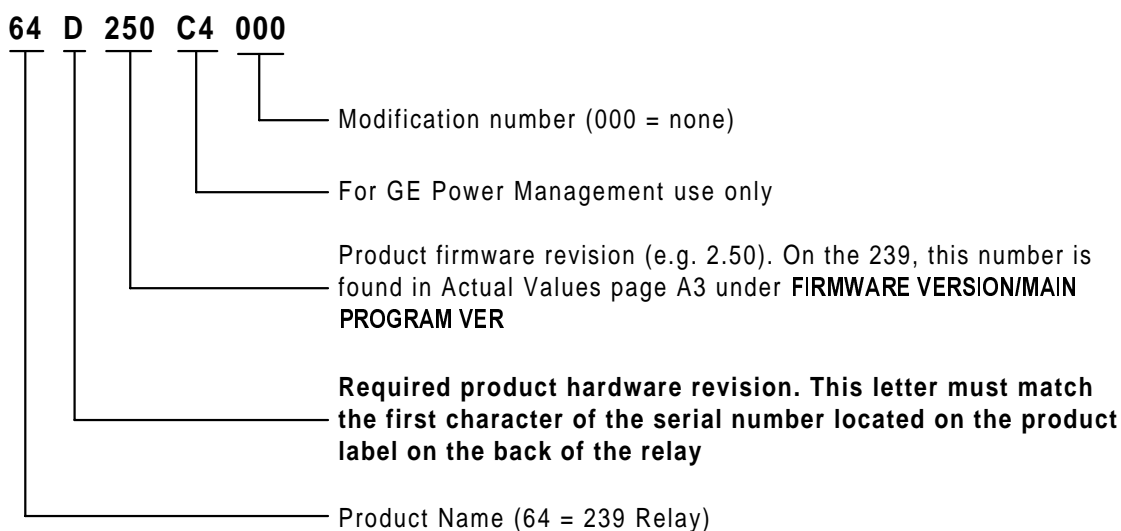 64 D 250 C4 000
Modification number (000 = none)
For GE Power Management use only
Product firmware revision (e.g. 2.50). On the 239, this number is
found in Actual Values page A3 under FIRMWARE VERSION/MAIN
PROGRAM VER
Required product hardware revision. This letter must match
the first character of the serial number located on the product
label on the back of the relay
Product Name (64 = 239 Relay)